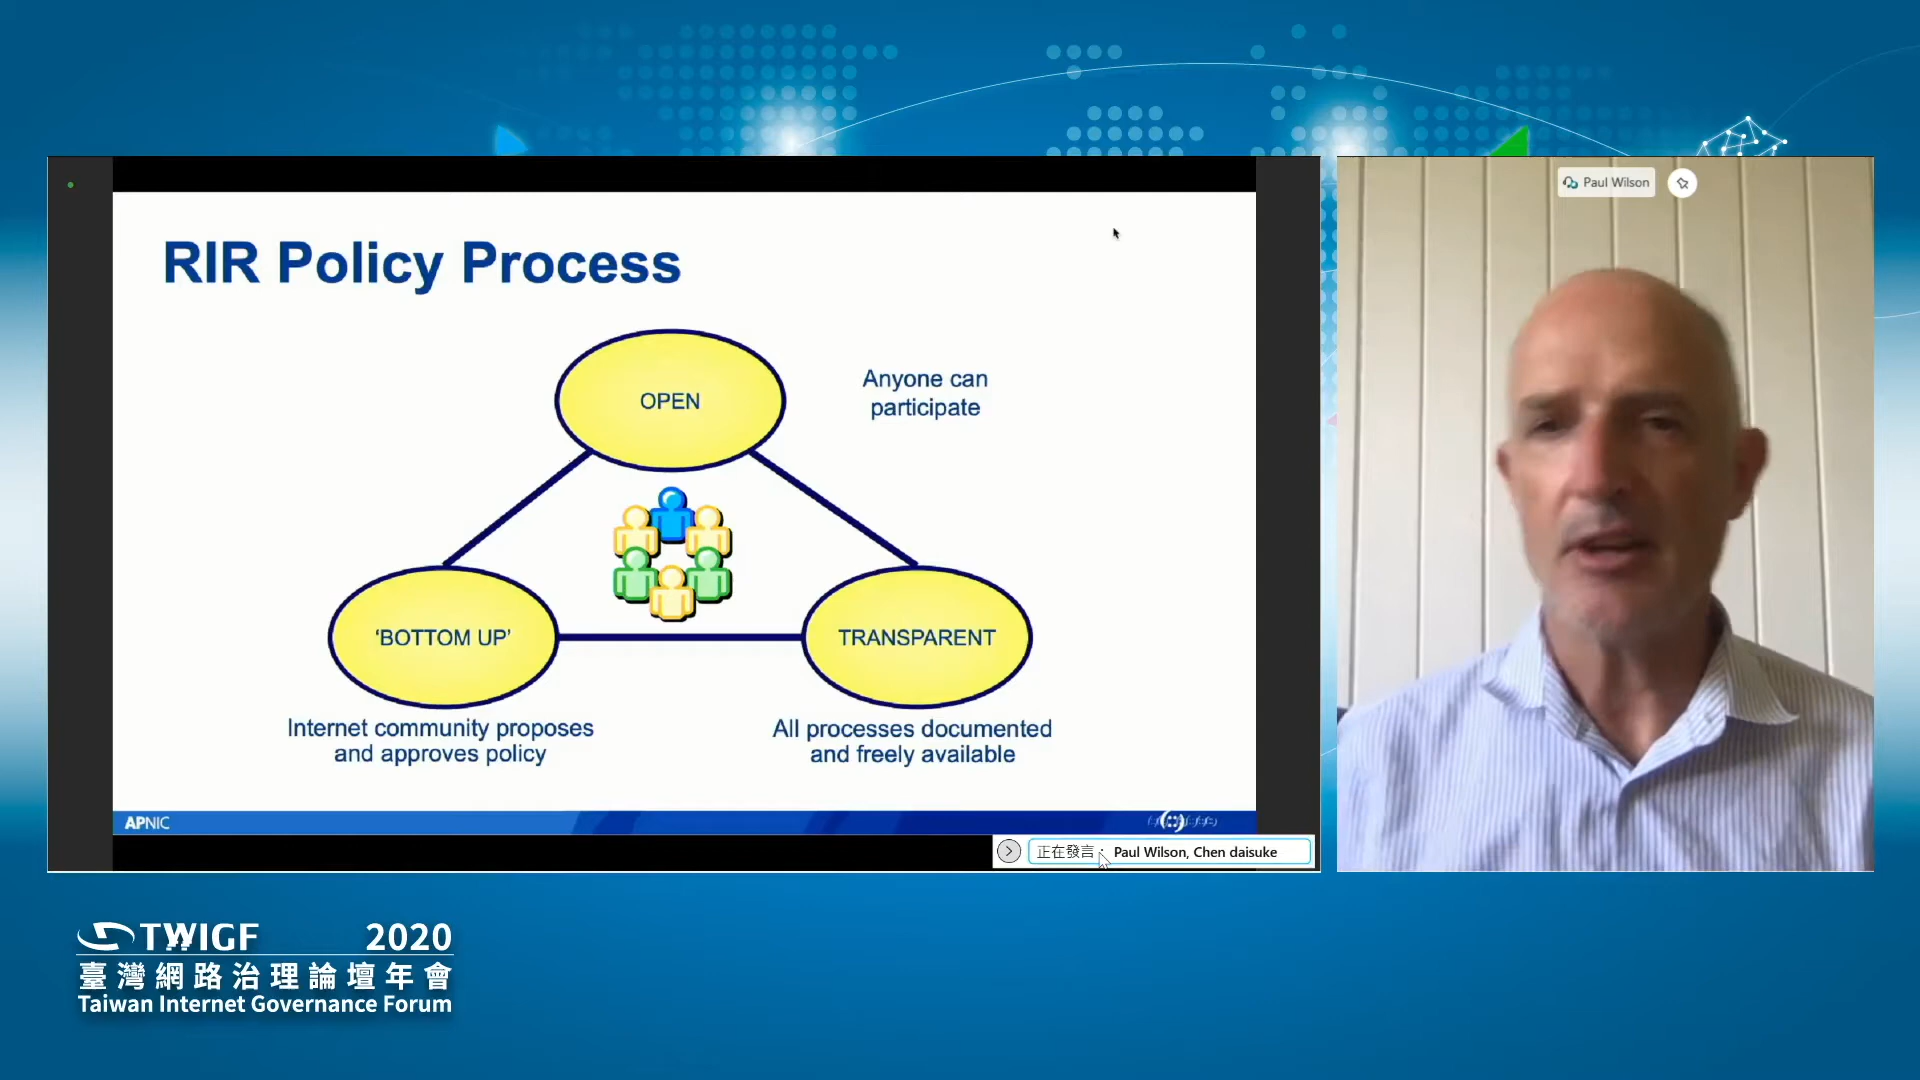 RIR Policy Process
OPEN
Anyone can
participate
'BOTTOM UP'
TRANSPARENT
Internet community proposes
and approves policy
All processes documented
and freely available
APNIC
正在發言： Paul Wilson, Chen daisuke
Paul Wilson
TWIGF 2020
臺灣網路治理論壇年會
Taiwan Internet Governance Forum